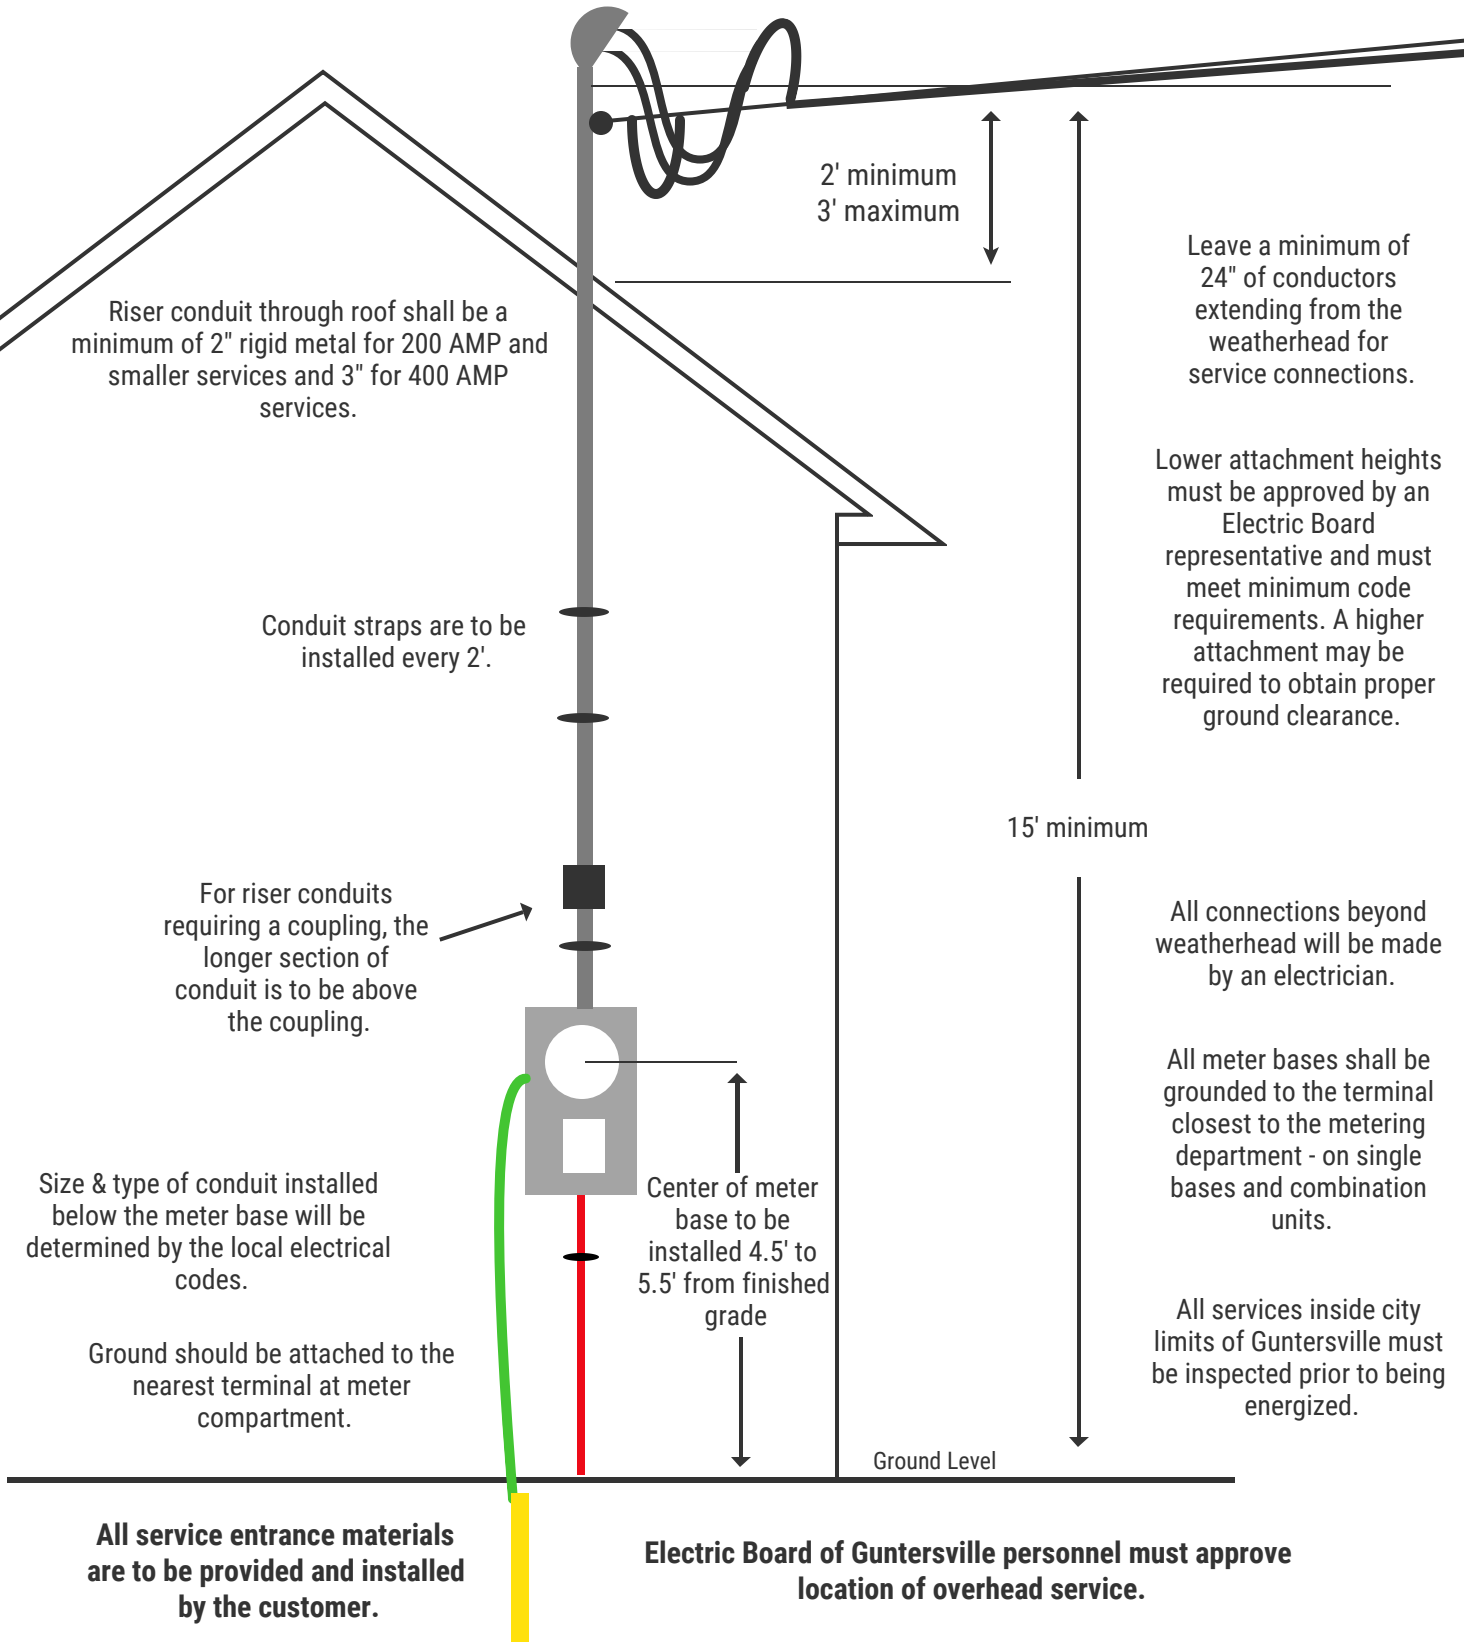 2' minimum
3' maximum
Leave a minimum of
24" of conductors
extending from the
weatherhead for
service connections.
Riser conduit through roof shall be a
minimum of 2" rigid metal for 200 AMP and
smaller services and 3" for 400 AMP
services.
Lower attachment heights
must be approved by an
Electric Board
representative and must
meet minimum code
requirements. A higher
attachment may be
required to obtain proper
ground clearance.
Conduit straps are to be
installed every 2'.
15' minimum
For riser conduits
requiring a coupling, the
longer section of
conduit is to be above
the coupling.
All connections beyond
weatherhead will be made
by an electrician.
All meter bases shall be
grounded to the terminal
closest to the metering
department - on single
bases and combination
units.
Size & type of conduit installed
below the meter base will be
determined by the local electrical
codes.
Center of meter
base to be
installed 4.5' to
5.5' from finished
grade
All services inside city
limits of Guntersville must
be inspected prior to being
energized.
Ground should be attached to the
nearest terminal at meter
compartment.
Ground Level
All service entrance materials
are to be provided and installed
by the customer.
Electric Board of Guntersville personnel must approve
location of overhead service.